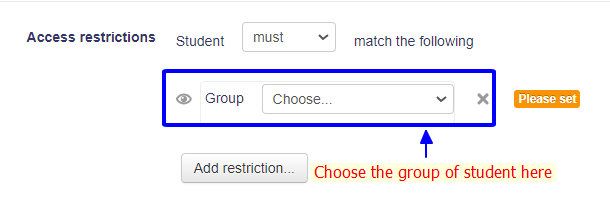 Access restrictions Student must match the following
Group Choose... Please set
Add restriction... Choose the group of student here